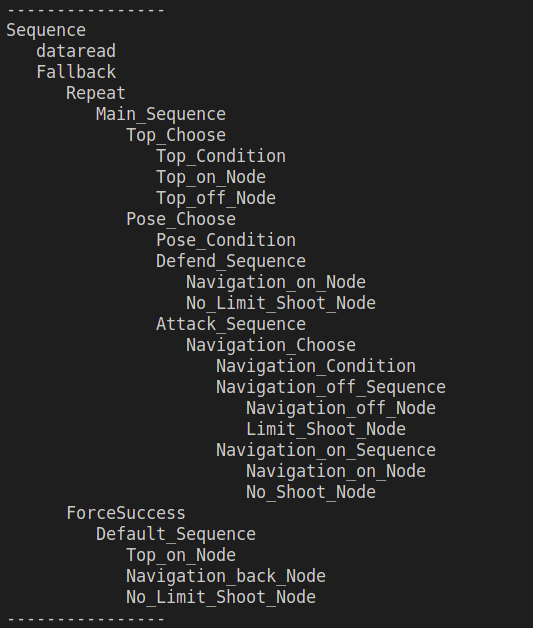 ----------------
Sequence
   dataread
   Fallback
      Repeat
         Main_Sequence
            Top_Choose
               Top_Condition
               Top_on_Node
               Top_off_Node
            Pose_Choose
               Pose_Condition
               Defend_Sequence
                  Navigation_on_Node
                  No_Limit_Shoot_Node
               Attack_Sequence
                  Navigation_Choose
                     Navigation_Condition
                     Navigation_off_Sequence
                        Navigation_off_Node
                        Limit_Shoot_Node
                     Navigation_on_Sequence
                        Navigation_on_Node
                        No_Shoot_Node
      ForceSuccess
         Default_Sequence
            Top_on_Node
            Navigation_back_Node
            No_Limit_Shoot_Node
----------------